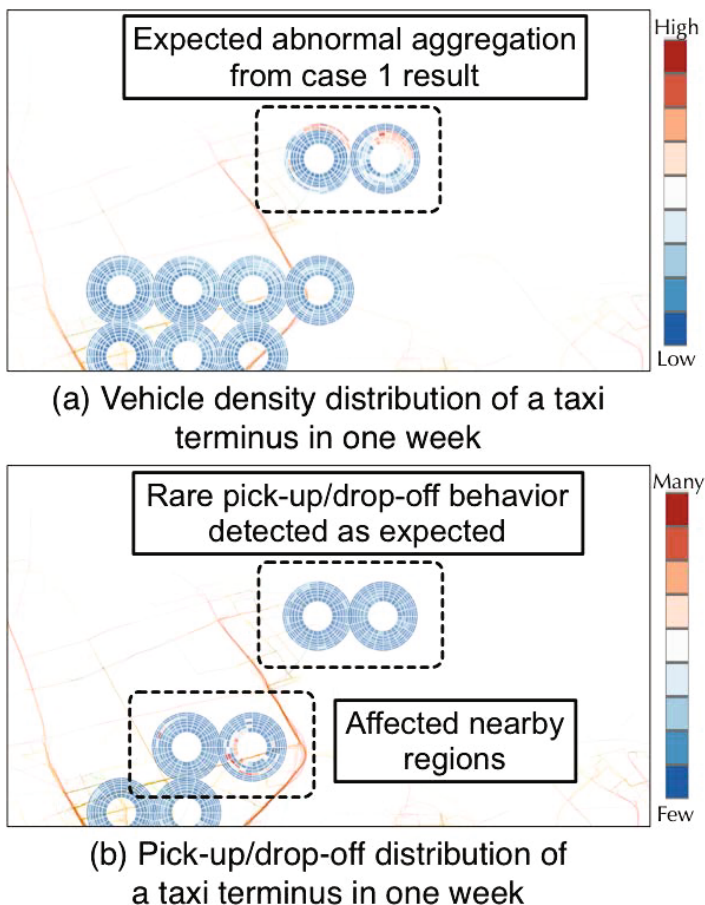 Expected abnormal aggregation
from case 1 result
High
Low
(a) Vehicle density distribution of a taxi
terminus in one week
Rare pick-up/drop-off behavior
detected as expected
Many
Affected nearby
regions
Few
(b) Pick-up/drop-off distribution of
a taxi terminus in one week